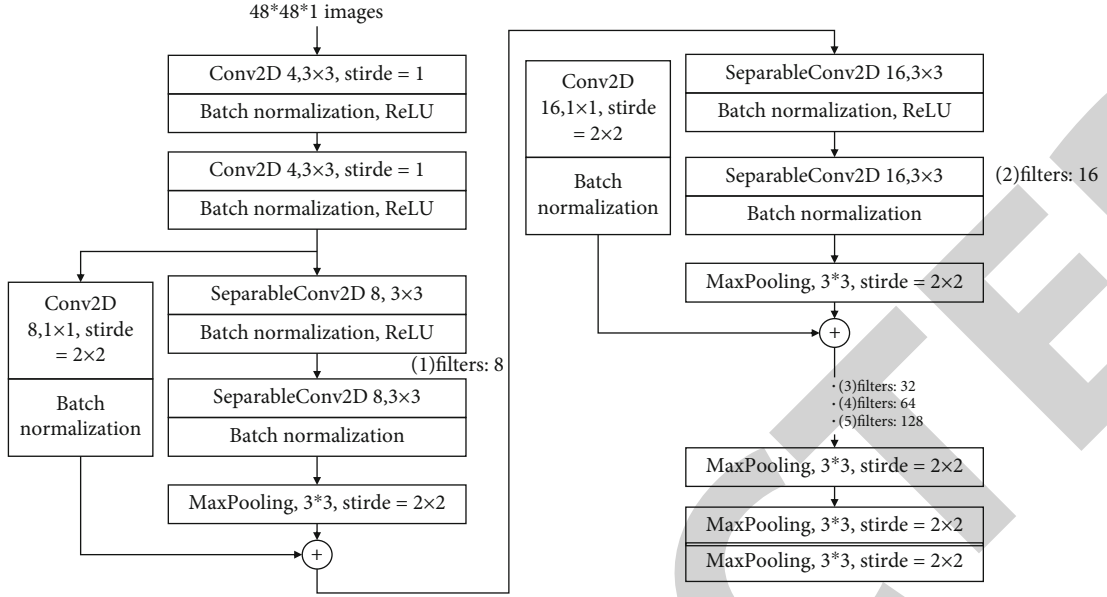 48*48*1 images
Conv2D 4,3×3, stirde = 1
Batch normalization, ReLU
Conv2D 4,3×3, stirde = 1
Batch normalization, ReLU
Conv2D
8,1×1, stirde
= 2×2
Batch
normalization
SeparableConv2D 8, 3×3
Batch normalization, ReLU
(1)filters: 8
SeparableConv2D 8,3×3
Batch normalization
MaxPooling, 3*3, stirde = 2×2
+
Conv2D
16,1×1, stirde
= 2×2
Batch
normalization
SeparableConv2D 16,3×3
Batch normalization, ReLU
SeparableConv2D 16,3×3
(2)filters: 16
Batch normalization
MaxPooling, 3*3, stirde = 2×2
+
·(3)filters: 32
·(4)filters: 64
·(5)filters: 128
MaxPooling, 3*3, stirde = 2×2
MaxPooling, 3*3, stirde = 2×2
MaxPooling, 3*3, stirde = 2×2
CTE